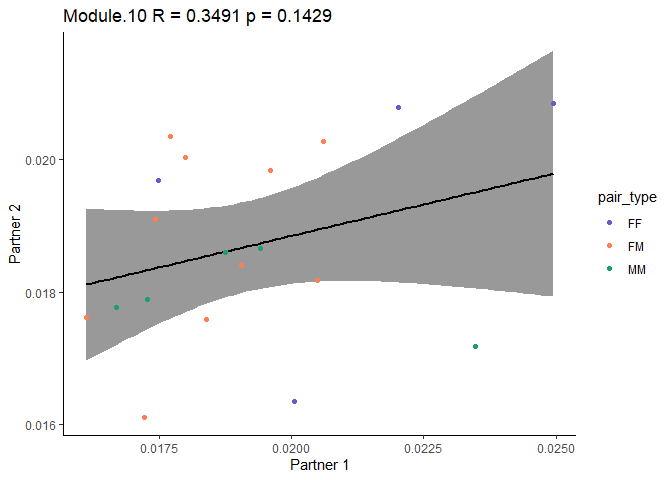 Module.10 R = 0.3491 p = 0.1429
Partner 2
0.020
0.018
0.016
0.0175
0.0200
0.0225
0.0250
Partner 1
pair_type
FF
FM
MM